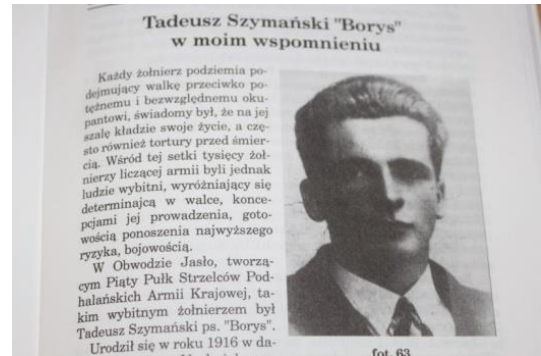 Tadeusz Szymański "Borys"
w moim wspomnieniu
Każdy żołnierz podziemia po-
dejmujący walkę przeciwko po-
tężnemu i bezwzględnemu oku-
pantowi, świadomy był, że na jej
szalę kładzie swoje życie, a czę-
sto również tortury przed śmier-
cią. Wśród tej setki tysięcy żoł-
nierzy liczącej armii byli jednak
ludzie wybitni, wyróżniający się
determinacją w walce, konce-
pcjami jej prowadzenia, goto-
wością ponoszenia najwyższego
ryzyka, bojowością.
W Obwodzie Jasło, tworzą-
cym Piąty Pułk Strzelców Pod-
halańskich Armii Krajowej, ta-
kim wybitnym żołnierzem był
Tadeusz Szymański ps. "Borys".
Urodził się w roku 1916 w da-
fot. 63